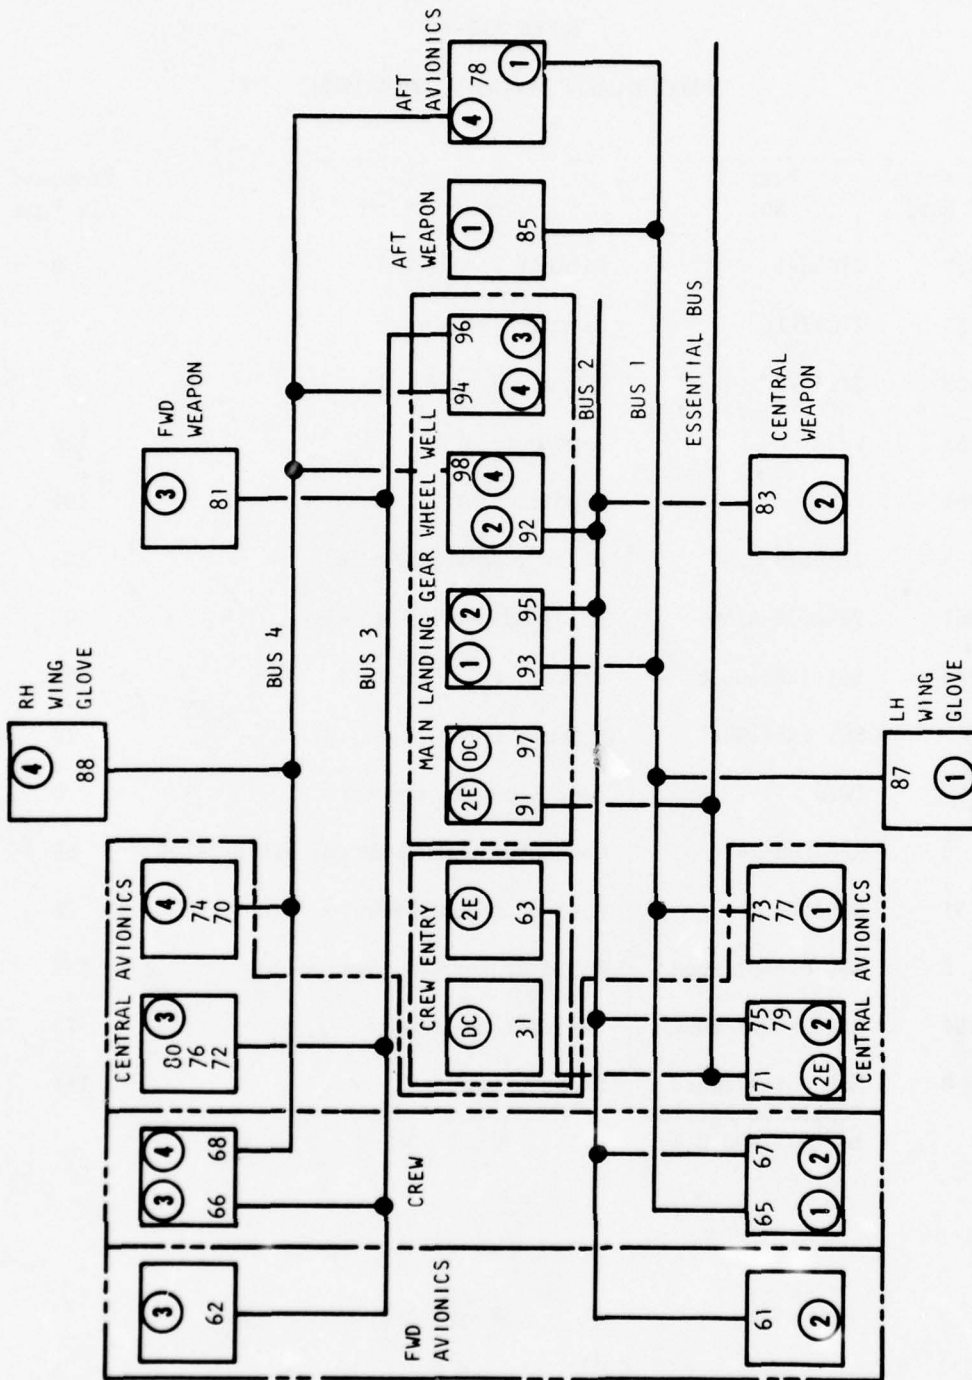 AFT
AVIONICS
4
78
1
AFT
WEAPON
1
85
FWD
WEAPON
3
81
96
3
94
4
98
4
2
92
2
95
1
93
DC
97
2E
91
MAIN LANDING GEAR WHEEL WELL
BUS 4
BUS 3
BUS 2
BUS 1
ESSENTIAL BUS
CENTRAL
WEAPON
83
2
RH
WING
GLOVE
4
88
LH
WING
GLOVE
87
1
CENTRAL AVIONICS
4
74
70
3
80
76
72
CREW ENTRY
2E
63
DC
31
73
77
1
75
79
2
71
2E
CENTRAL AVIONICS
4
68
3
66
CREW
67
2
65
1
3
62
FWD
AVIONICS
61
2